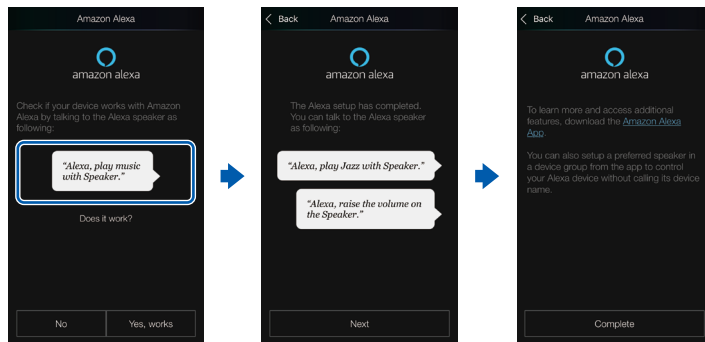 Amazon Alexa
amazon alexa
Check if your device works with Amazon
Alexa by talking to the Alexa speaker as
following:
“Alexa, play music
with Speaker.”
Does it work?
No
Yes, works
Back
Amazon Alexa
amazon alexa
The Alexa setup has completed.
You can talk to the Alexa speaker
as following:
“Alexa, play Jazz with Speaker.”
“Alexa, raise the volume on
the Speaker.”
Next
Back
Amazon Alexa
amazon alexa
To learn more and access additional
features, download the Amazon Alexa
App.
You can also setup a preferred speaker in
a device group from the app to control
your Alexa device without calling its device
name.
Complete